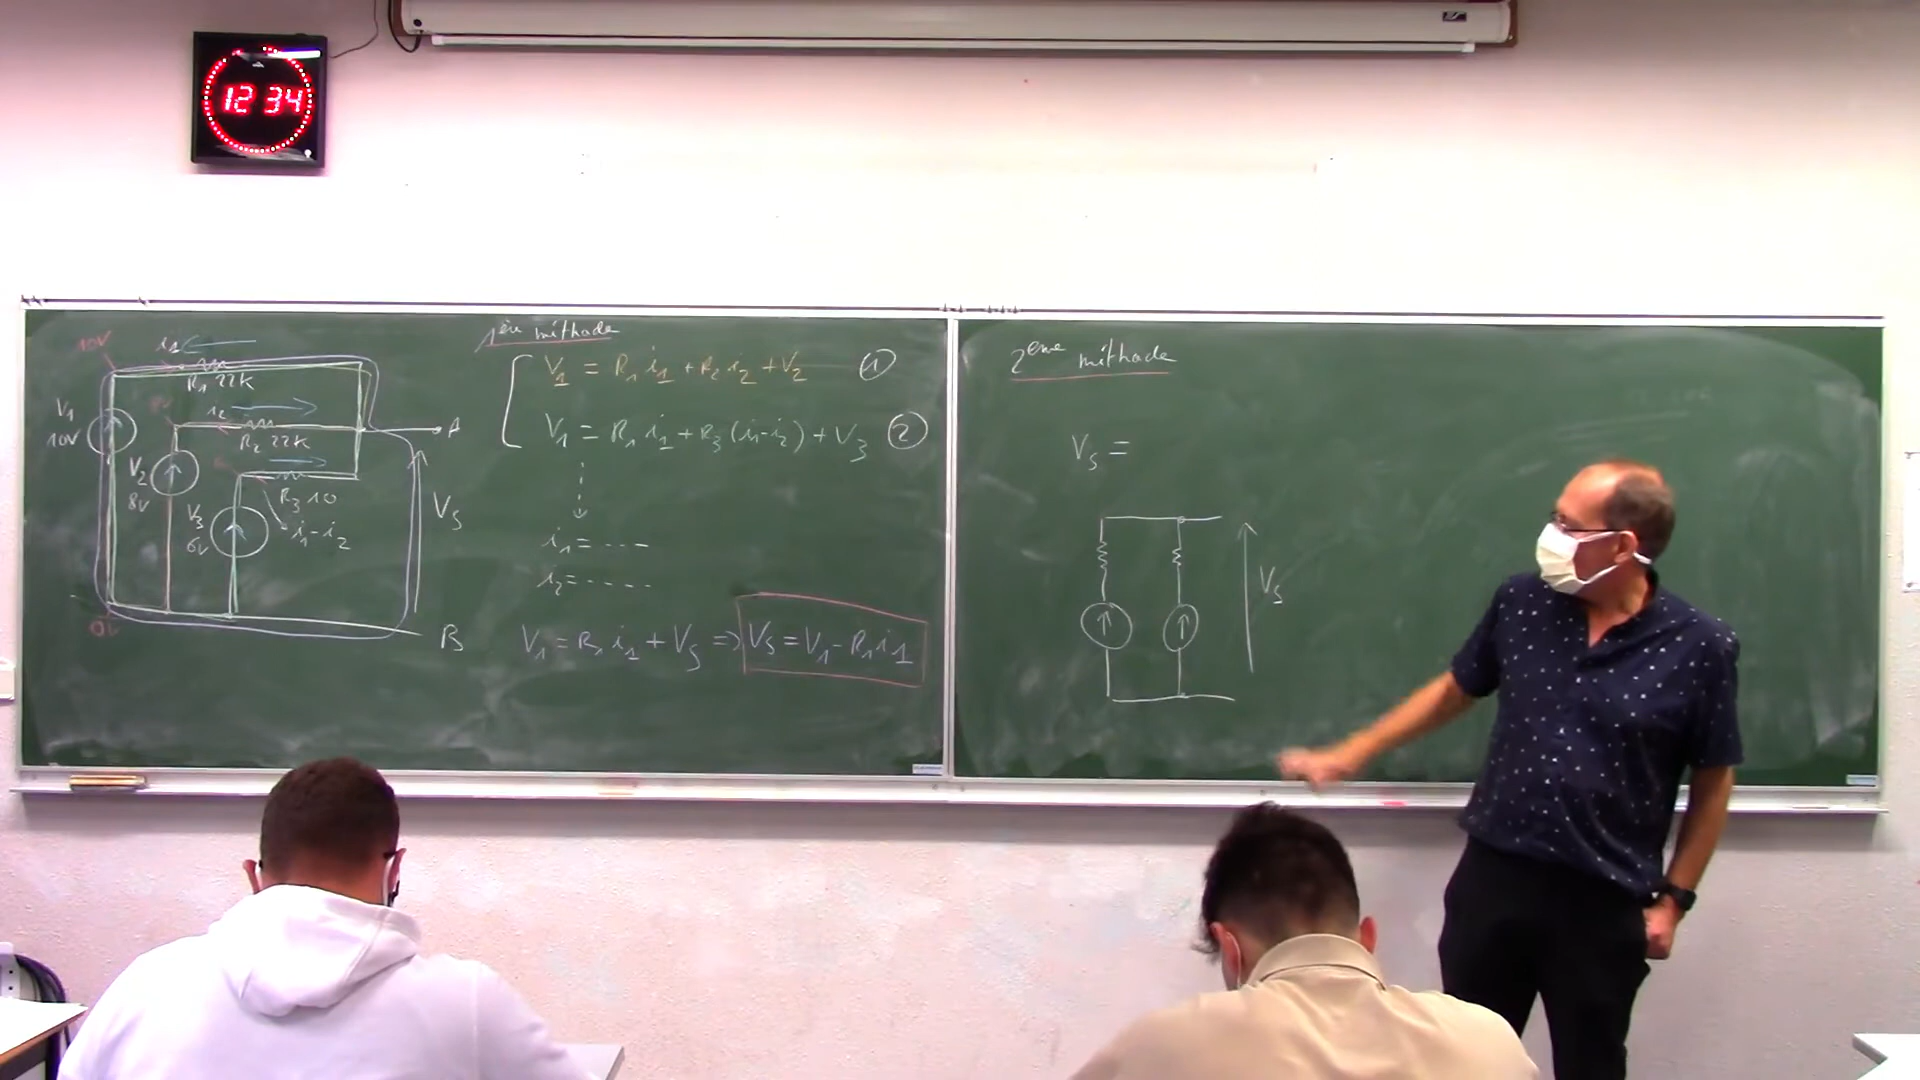 12 34
10V
i1
R1 22K
V1
10V
i2
R2 22K
A
V2
8V
R3 10
V3
6V
i1-i2
VS
0V
B
1ère méthode
V1 = R1 i1 + R2 i2 + V2 ①
V1 = R1 i1 + R3 (i1-i2) + V3 ②
i1 = ---
i2 = ----
V1 = R1 i1 + VS => VS = V1 - R1 i1
2eme méthode
VS =
VS